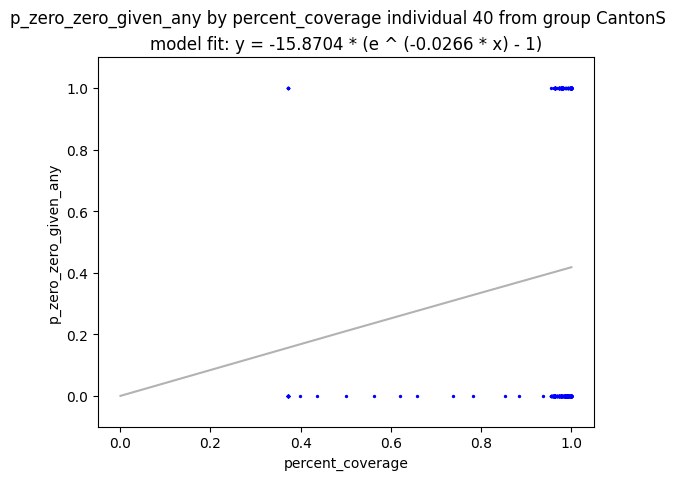 p_zero_zero_given_any by percent_coverage individual 40 from group CantonS
model fit: y = -15.8704 * (e ^ (-0.0266 * x) - 1)
1.0
0.8
0.6
0.4
0.2
0.0
p_zero_zero_given_any
0.0 0.2 0.4 0.6 0.8 1.0
percent_coverage